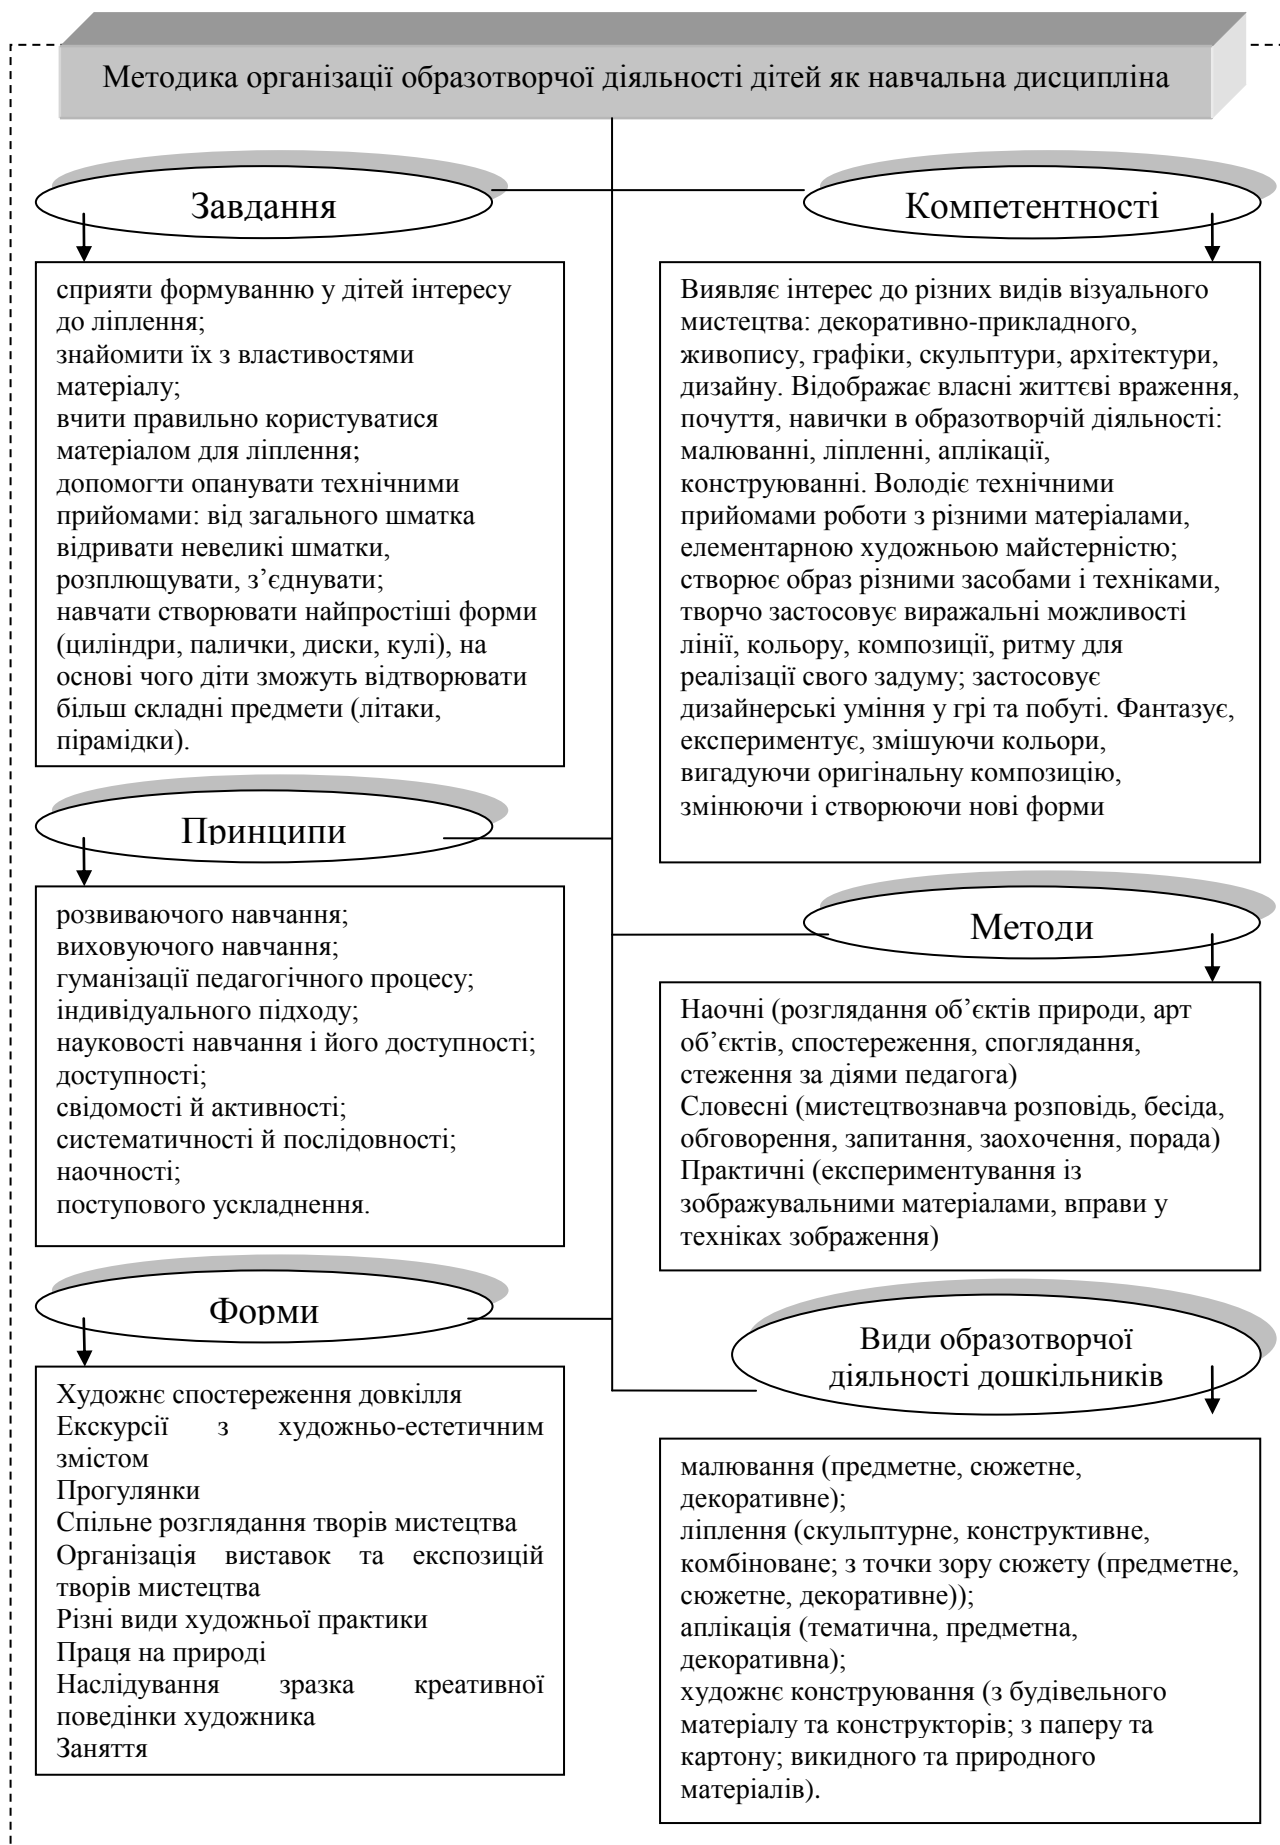 Методика організації образотворчої діяльності дітей як навчальна дисципліна
Завдання
сприяти формуванню у дітей інтересу
до ліплення;
знайомити їх з властивостями
матеріалу;
вчити правильно користуватися
матеріалом для ліплення;
допомогти опанувати технічними
прийомами: від загального шматка
відривати невеликі шматки,
розплющувати, з’єднувати;
навчати створювати найпростіші форми
(циліндри, палички, диски, кулі), на
основі чого діти зможуть відтворювати
більш складні предмети (літаки,
пірамідки).
Компетентності
Виявляє інтерес до різних видів візуального
мистецтва: декоративно-прикладного,
живопису, графіки, скульптури, архітектури,
дизайну. Відображає власні життєві враження,
почуття, навички в образотворчій діяльності:
малюванні, ліпленні, аплікації,
конструюванні. Володіє технічними
прийомами роботи з різними матеріалами,
елементарною художньою майстерністю;
створює образ різними засобами і техніками,
творчо застосовує виражальні можливості
лінії, кольору, композиції, ритму для
реалізації свого задуму; застосовує
дизайнерські уміння у грі та побуті. Фантазує,
експериментує, змішуючи кольори,
вигадуючи оригінальну композицію,
змінюючи і створюючи нові форми
Принципи
розвиваючого навчання;
виховуючого навчання;
гуманізації педагогічного процесу;
індивідуального підходу;
науковості навчання і його доступності;
доступності;
свідомості й активності;
систематичності й послідовності;
наочності;
поступового ускладнення.
Методи
Наочні (розглядання об’єктів природи, арт
об’єктів, спостереження, споглядання,
стеження за діями педагога)
Словесні (мистецтвознавча розповідь, бесіда,
обговорення, запитання, заохочення, порада)
Практичні (експериментування із
зображувальними матеріалами, вправи у
техніках зображення)
Форми
Художнє спостереження довкілля
Екскурсії з художньо-естетичним
змістом
Прогулянки
Спільне розглядання творів мистецтва
Організація виставок та експозицій
творів мистецтва
Різні види художньої практики
Праця на природі
Наслідування зразка креативної
поведінки художника
Заняття
Види образотворчої
діяльності дошкільників
малювання (предметне, сюжетне,
декоративне);
ліплення (скульптурне, конструктивне,
комбіноване; з точки зору сюжету (предметне,
сюжетне, декоративне));
аплікація (тематична, предметна,
декоративна);
художнє конструювання (з будівельного
матеріалу та конструкторів; з паперу та
картону; викидного та природного
матеріалів).